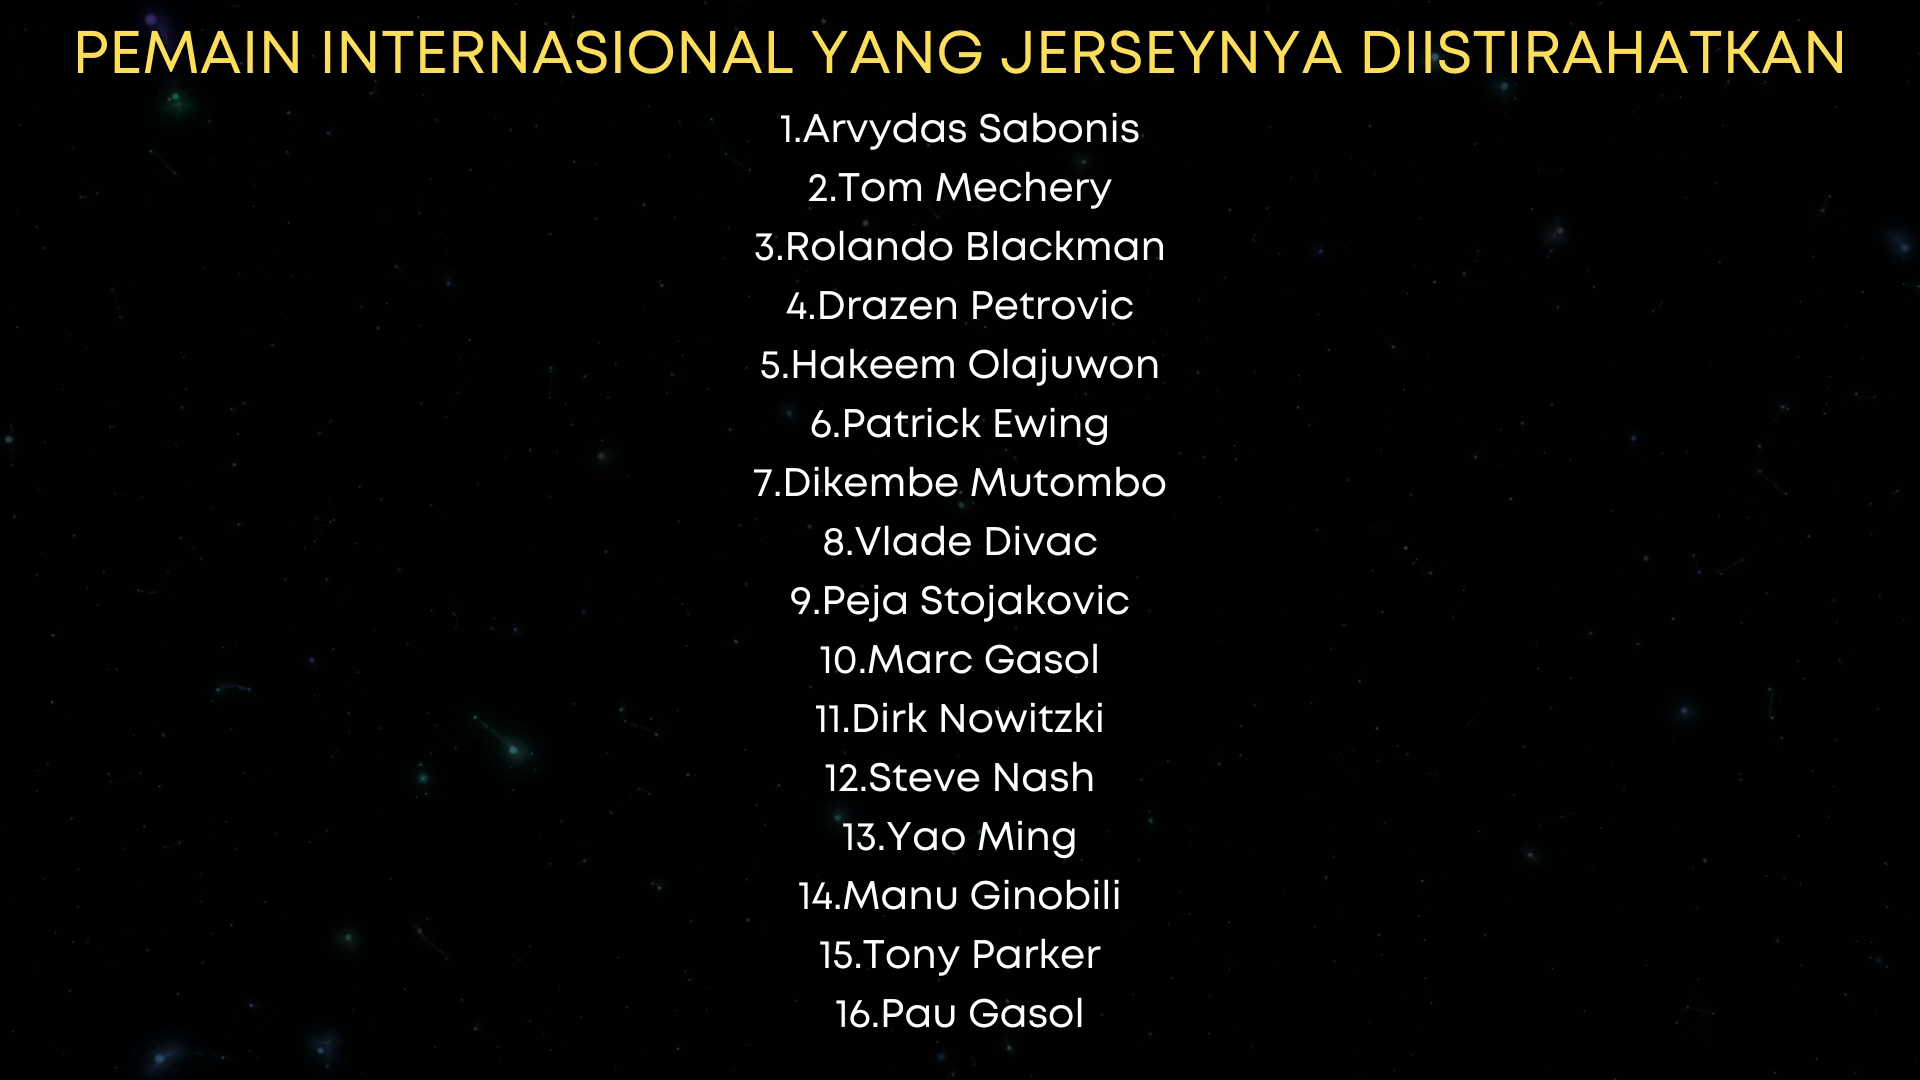 PEMAIN INTERNASIONAL YANG JERSEYNYA DIISTIRAHATKAN
1.Arvydas Sabonis
2.Tom Mechery
3.Rolando Blackman
4.Drazen Petrovic
5.Hakeem Olajuwon
6.Patrick Ewing
7.Dikembe Mutombo
8.Vlade Divac
9.Peja Stojakovic
10.Marc Gasol
11.Dirk Nowitzki
12.Steve Nash
13.Yao Ming
14.Manu Ginobili
15.Tony Parker
16.Pau Gasol